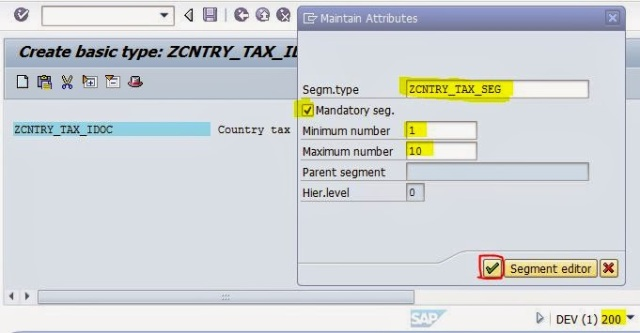 Maintain Attributes
Create basic type: ZCNTRY_TAX_I
Segm.type ZCNTRY_TAX_SEG
Mandatory seg.
Minimum number 1
Maximum number 10
Parent segment
Hier.level 0
ZCNTRY_TAX_IDOC Country tax
Segment editor
SAP
DEV (1) 200